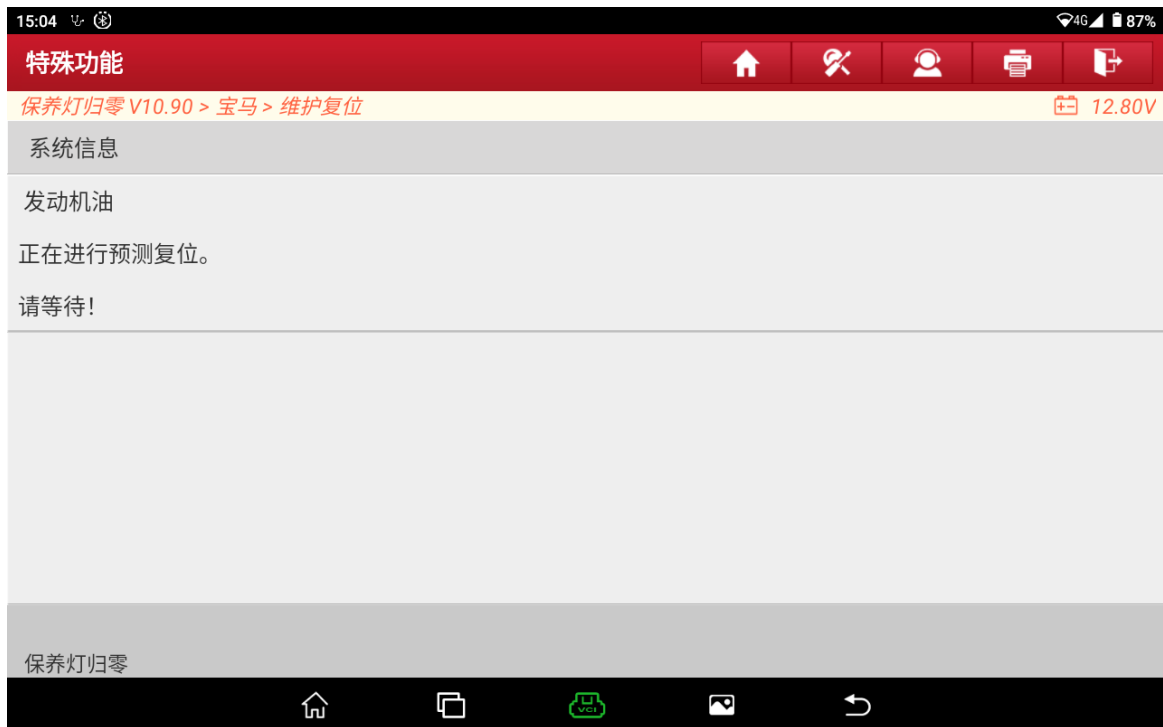 15:04
4G 87%
特殊功能
保养灯归零 V10.90 > 宝马 > 维护复位
12.80V
系统信息
发动机油
正在进行预测复位。
请等待！
保养灯归零
VCI